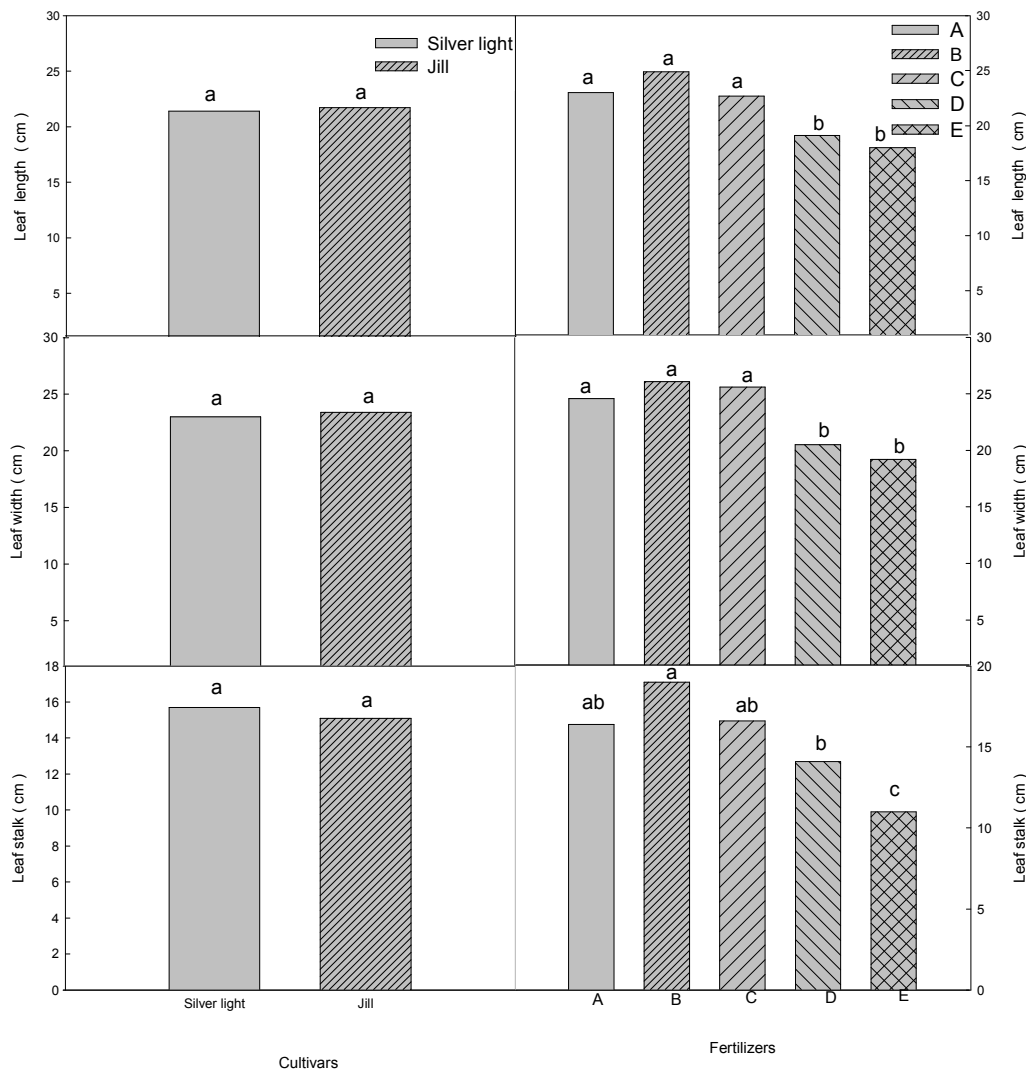 30
25
20
15
10
5
Leaf length ( cm )
Silver light
Jill
a
a
A
B
C
D
E
a
a
a
b
b
30
25
20
15
10
5
Leaf length ( cm )
30
25
20
23
10
5
Leaf width ( cm )
a
a
a
a
a
b
b
30
25
20
15
10
5
Leaf width ( cm )
18
16
14
12
10
8
6
4
2
0
Leaf stalk ( cm )
a
a
ab
a
ab
b
c
20
15
10
5
0
Leaf stalk ( cm )
Silver light
Jill
A
B
C
D
E
Cultivars
Fertilizers